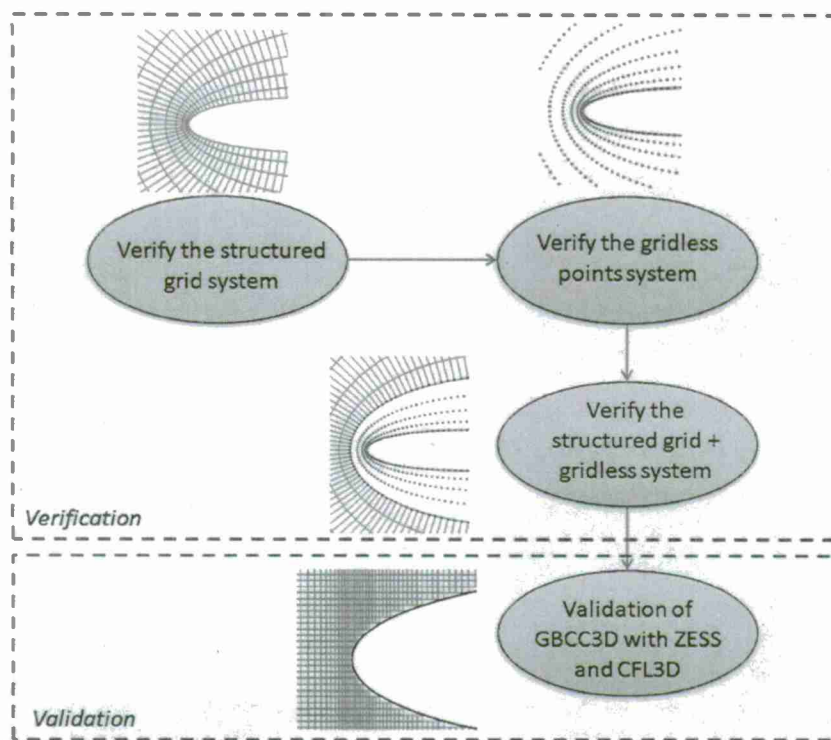 Verify the structured
grid system
Verify the gridless
points system
Verify the
structured grid +
gridless system
Verification
Validation of
GBCC3D with ZESS
and CFL3D
Validation